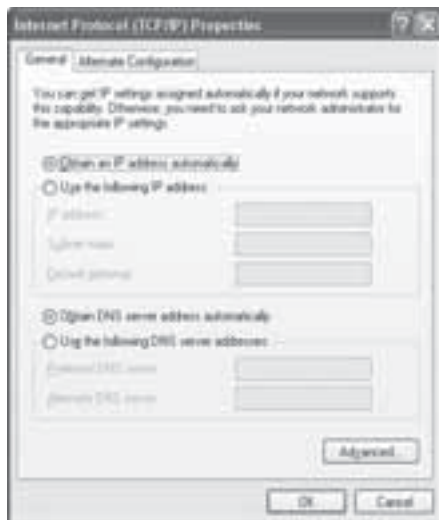 Internet Protocol (TCP/IP) Properties
General
Alternate Configuration
You can get IP settings assigned automatically if your network supports
this capability. Otherwise, you need to ask your network administrator for
the appropriate IP settings.
Obtain an IP address automatically
Use the following IP address
IP address:
Subnet mask:
Default gateway:
Obtain DNS server address automatically
Use the following DNS server addresses
Preferred DNS server:
Alternate DNS server:
Advanced...
OK
Cancel